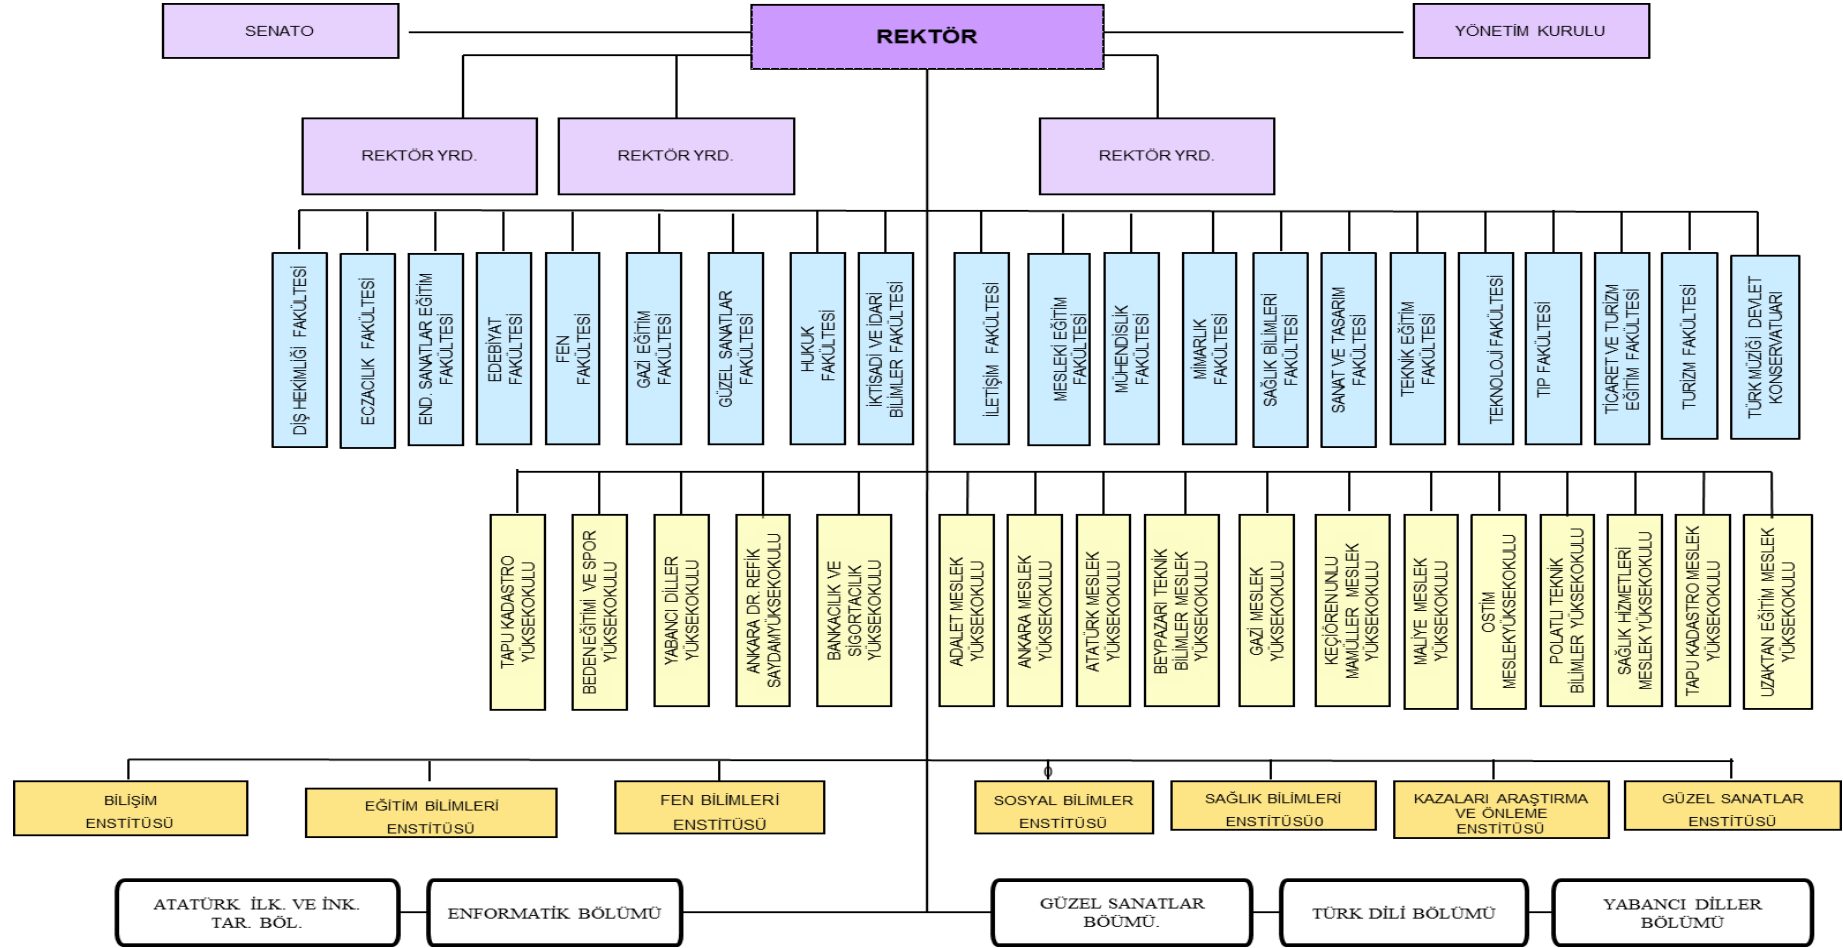 SENATO
REKTÖR
YÖNETİM KURULU
REKTÖR YRD.
REKTÖR YRD.
REKTÖR YRD.
DİŞ HEKİMLİĞİ FAKÜLTESİ
ECZACILIK FAKÜLTESİ
END. SANATLAR EĞİTİM
FAKÜLTESİ
EDEBİYAT
FAKÜLTESİ
FEN
FAKÜLTESİ
GAZİ EĞİTİM
FAKÜLTESİ
GÜZEL SANATLAR
FAKÜLTESİ
HUKUK
FAKÜLTESİ
İKTİSADİ VE İDARİ
BİLİMLER FAKÜLTESİ
İLETİŞİM FAKÜLTESİ
MESLEKİ EĞİTİM
FAKÜLTESİ
MÜHENDİSLİK
FAKÜLTESİ
MİMARLIK
FAKÜLTESİ
SAĞLIK BİLİMLERİ
FAKÜLTESİ
SANAT VE TASARIM
FAKÜLTESİ
TEKNİK EĞİTİM
FAKÜLTESİ
TEKNOLOJİ FAKÜLTESİ
TIP FAKÜLTESİ
TİCARET VE TURİZM
EĞİTİM FAKÜLTESİ
TURİZM FAKÜLTESİ
TÜRK MÜZİĞİ DEVLET
KONSERVATUARI
TAPU KADASTRO
YÜKSEKOKULU
BEDEN EĞİTİMİ VE SPOR
YÜKSEKOKULU
YABANCI DİLLER
YÜKSEKOKULU
ANKARA DR. REFİK
SAYDAMYÜKSEKOKULU
BANKACILIK VE
SİGORTACILIK
YÜKSEKOKULU
ADALET MESLEK
YÜKSEKOKULU
ANKARA MESLEK
YÜKSEKOKULU
ATATÜRK MESLEK
YÜKSEKOKULU
BEYPAZARI TEKNİK
BİLİMLER MESLEK
YÜKSEKOKULU
GAZİ MESLEK
YÜKSEKOKULU
KEÇİÖREN UNLU
MAMÜLLER MESLEK
YÜKSEKOKULU
MALİYE MESLEK
YÜKSEKOKULU
OSTİM
MESLEKYÜKSEKOKULU
POLATLI TEKNİK
BİLİMLER YÜKSEKOKULU
SAĞLIK HİZMETLERİ
MESLEK YÜKSEKOKULU
TAPU KADASTRO MESLEK
YÜKSEKOKULU
UZAKTAN EĞİTİM MESLEK
YÜKSEKOKULU
0
BİLİŞİM
ENSTİTÜSÜ
EĞİTİM BİLİMLERİ
ENSTİTÜSÜ
FEN BİLİMLERİ
ENSTİTÜSÜ
SOSYAL BİLİMLER
ENSTİTÜSÜ
SAĞLIK BİLİMLERİ
ENSTİTÜSÜ0
KAZALARI ARAŞTIRMA
VE ÖNLEME
ENSTİTÜSÜ
GÜZEL SANATLAR
ENSTİTÜSÜ
ATATÜRK İLK. VE İNK.
TAR. BÖL.
ENFORMATİK BÖLÜMÜ
GÜZEL SANATLAR
BÖÜMÜ.
TÜRK DİLİ BÖLÜMÜ
YABANCI DİLLER
BÖLÜMÜ